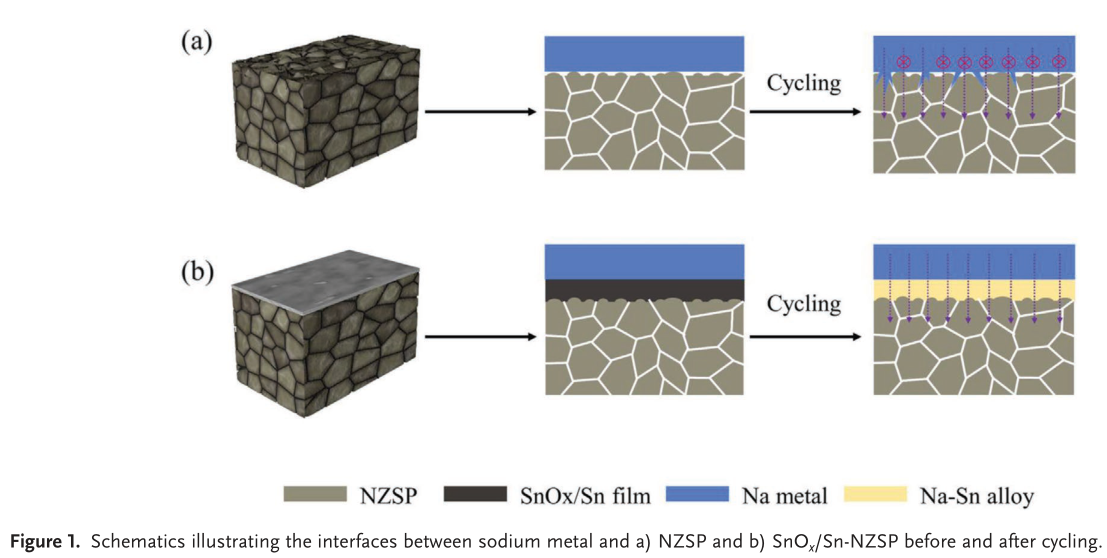 (a)
Cycling
(b)
Cycling
NZSP
SnOx/Sn film
Na metal
Na-Sn alloy
Figure 1. Schematics illustrating the interfaces between sodium metal and a) NZSP and b) SnOx/Sn-NZSP before and after cycling.